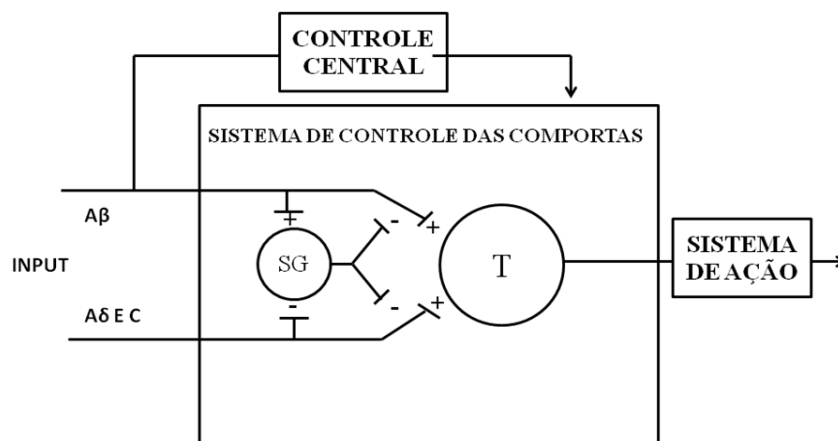 CONTROLE
CENTRAL
SISTEMA DE CONTROLE DAS COMPORTAS
Aβ
+
-
+
INPUT
SG
T
SISTEMA
DE AÇÃO
-
-
+
Aδ E C